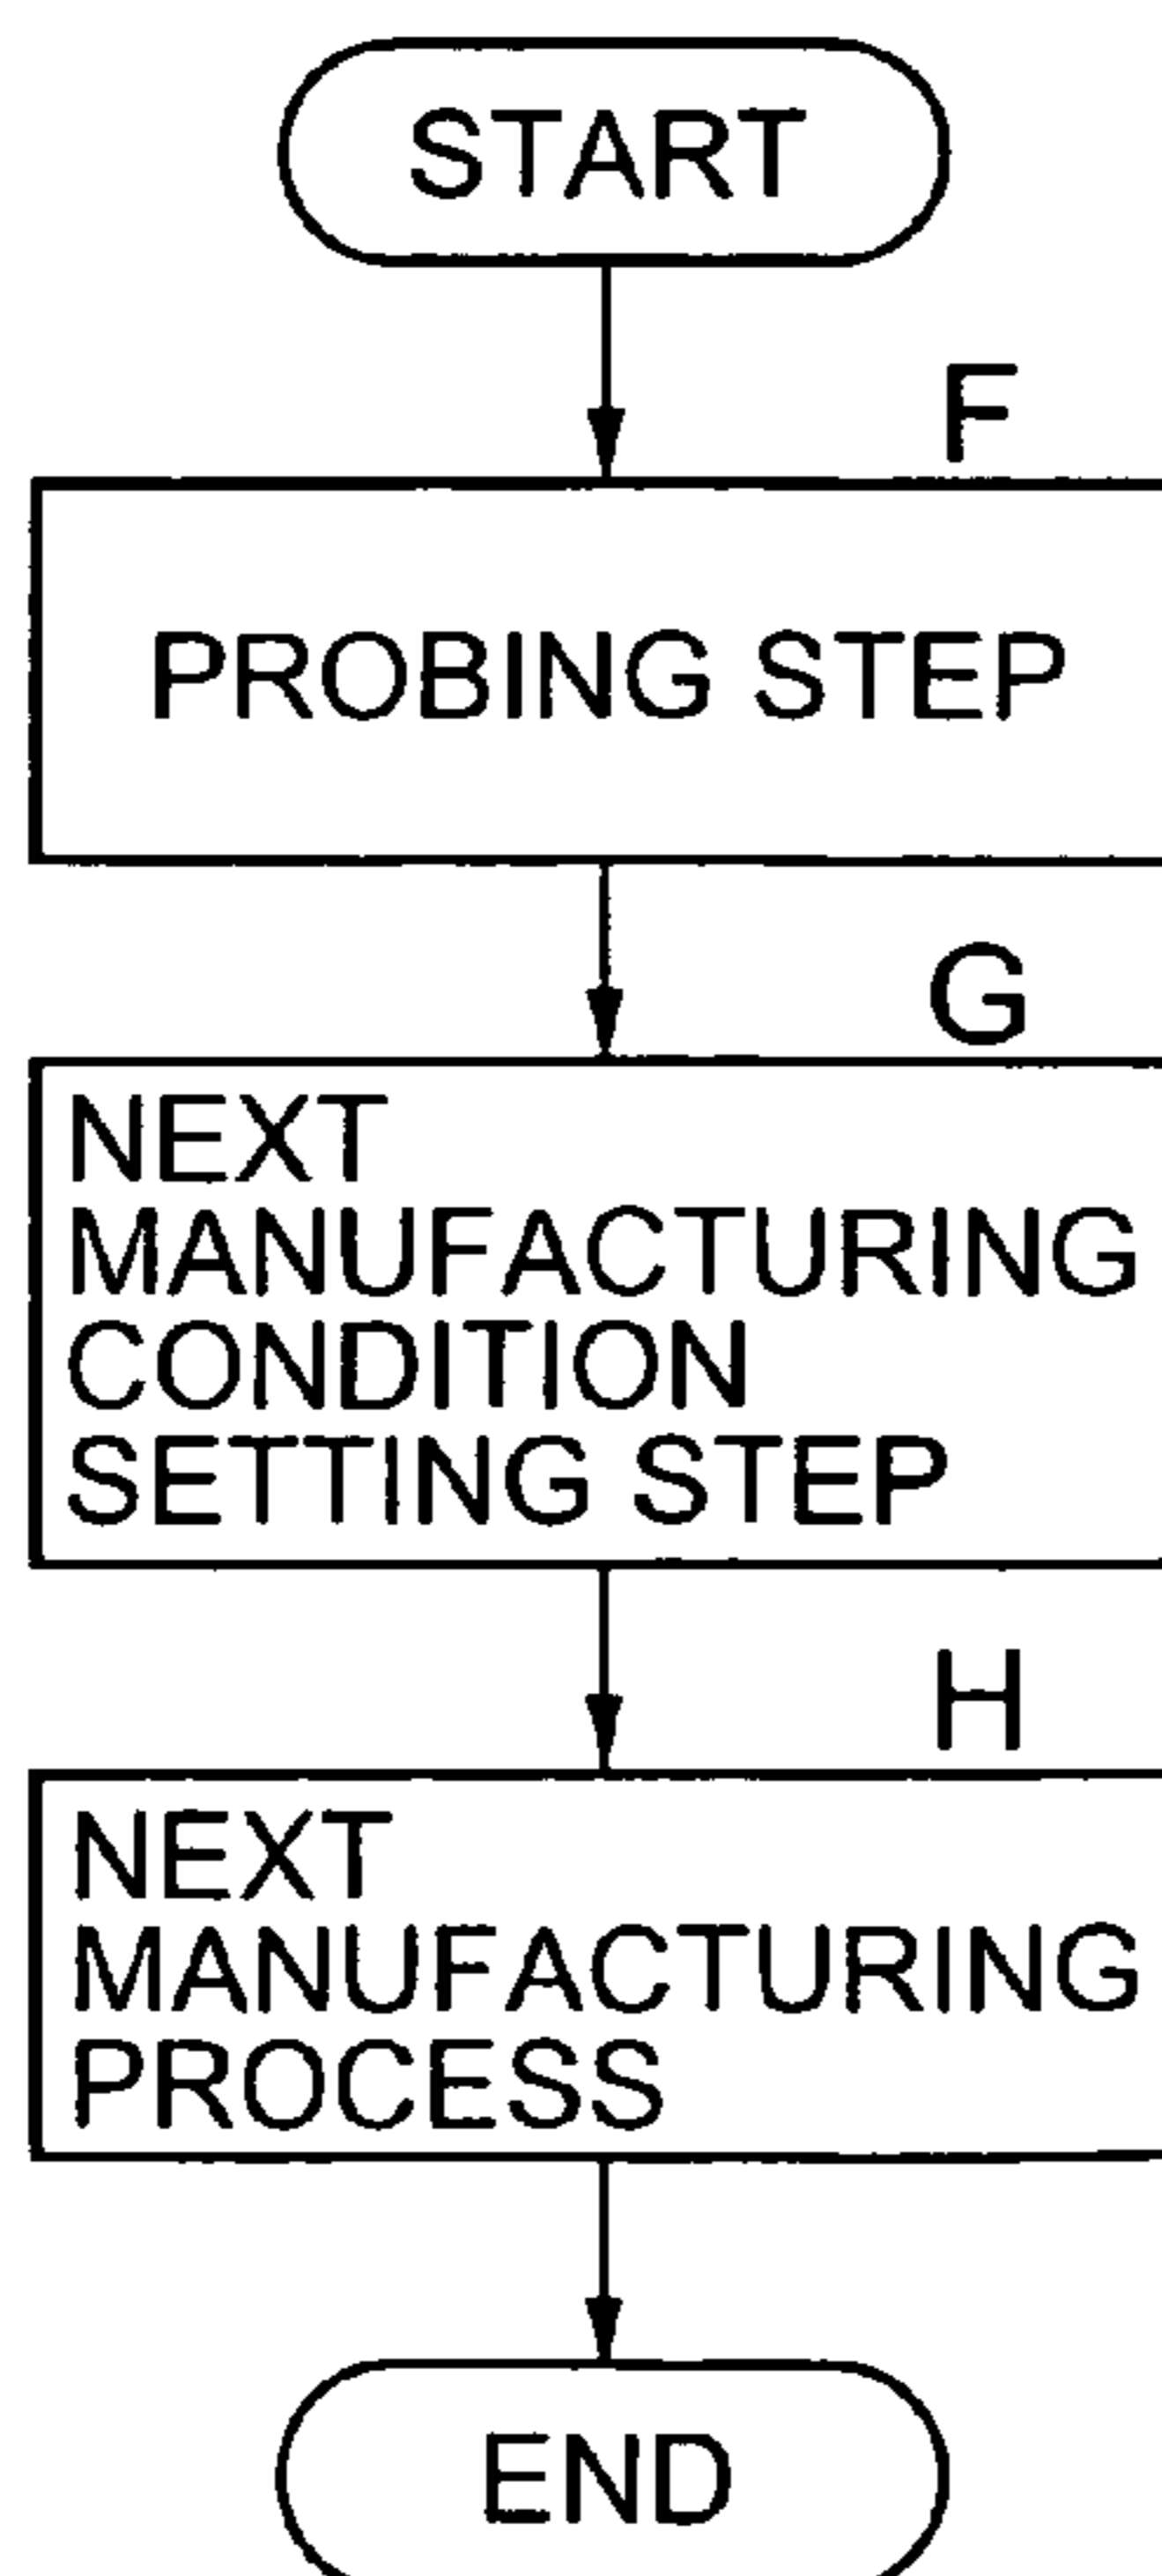 START
F
PROBING STEP
G
NEXT
MANUFACTURING
CONDITION
SETTING STEP
H
NEXT
MANUFACTURING
PROCESS
END